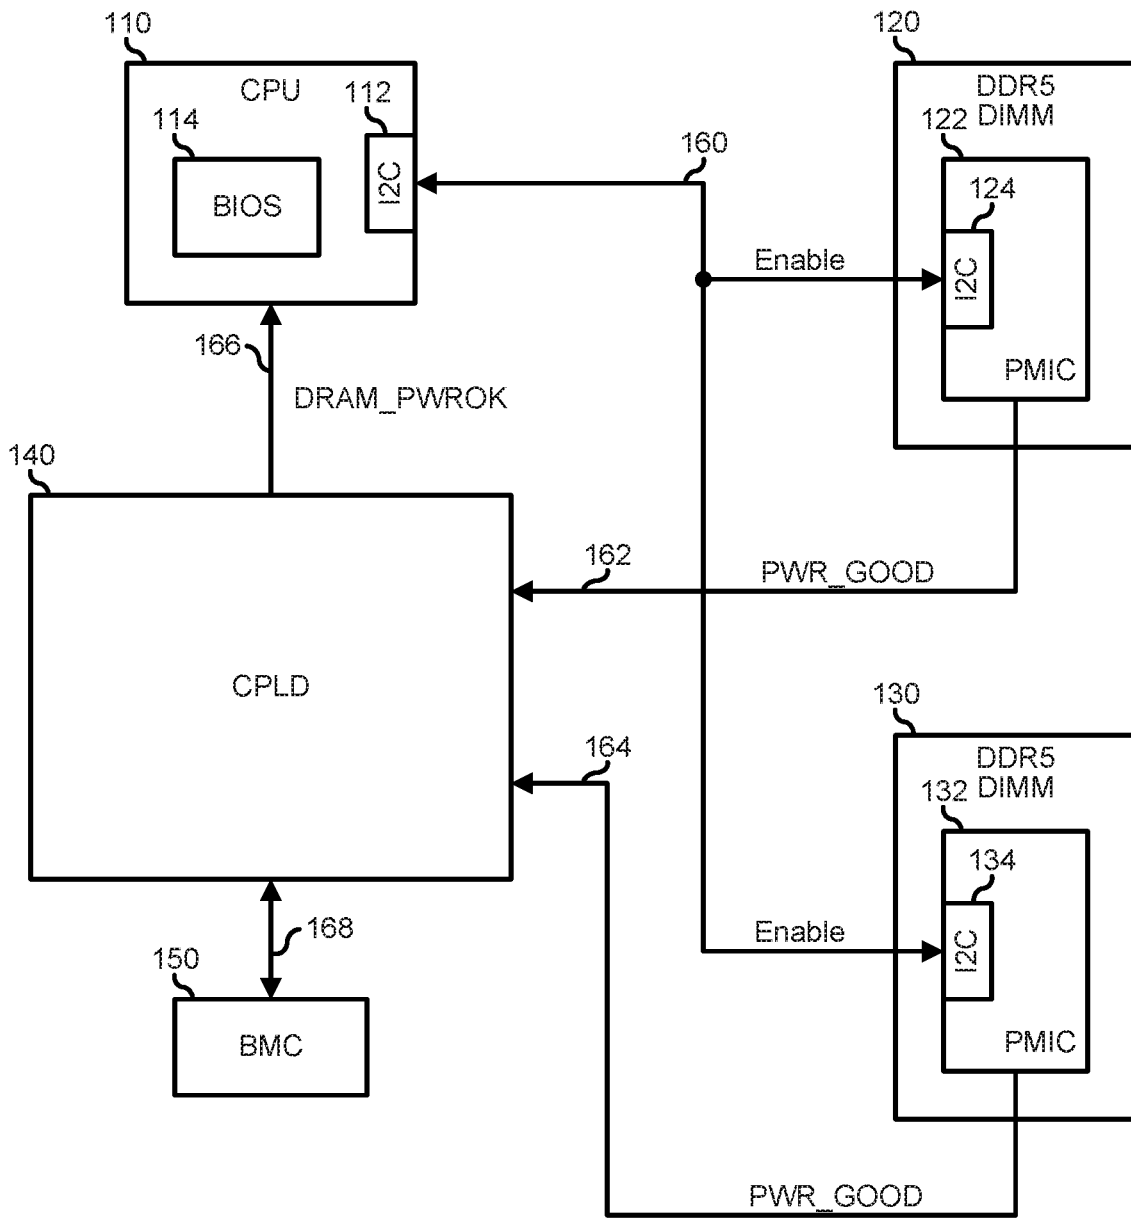 110
CPU
112
114
BIOS
I2C
160
120
DDR5
DIMM
122
124
Enable
I2C
PMIC
166
DRAM_PWROK
140
CPLD
162
PWR_GOOD
164
130
DDR5
DIMM
132
134
Enable
I2C
PMIC
168
150
BMC
PWR_GOOD